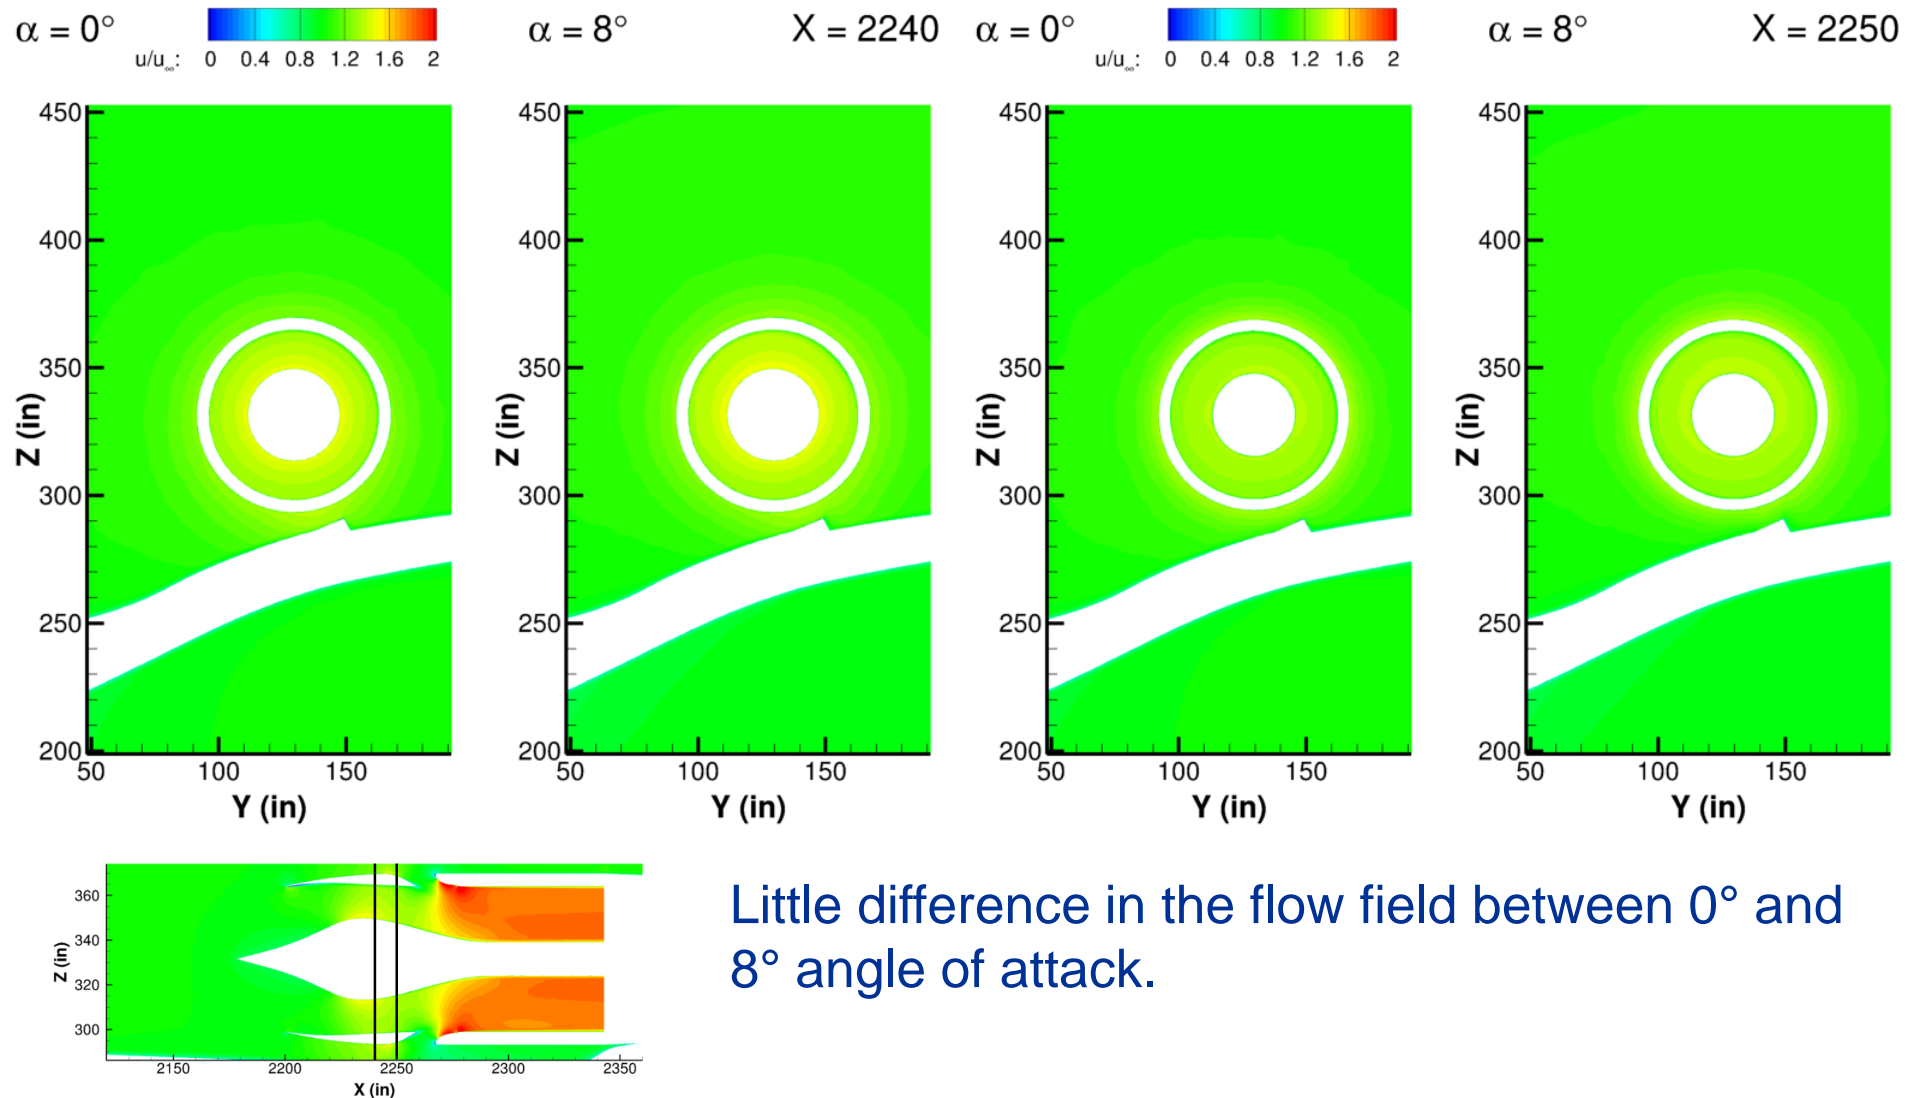 α = 0°
u/u∞: 0 0.4 0.8 1.2 1.6 2
α = 8°
X = 2240
α = 0°
u/u∞: 0 0.4 0.8 1.2 1.6 2
α = 8°
X = 2250
450
400
350
300
250
200
Z (in)
50 100 150
Y (in)
450
400
350
300
250
200
Z (in)
50 100 150
Y (in)
450
400
350
300
250
200
Z (in)
50 100 150
Y (in)
450
400
350
300
250
200
Z (in)
50 100 150
Y (in)
360
340
320
300
Z (in)
2150 2200 2250 2300 2350
X (in)
Little difference in the flow field between 0° and
8° angle of attack.